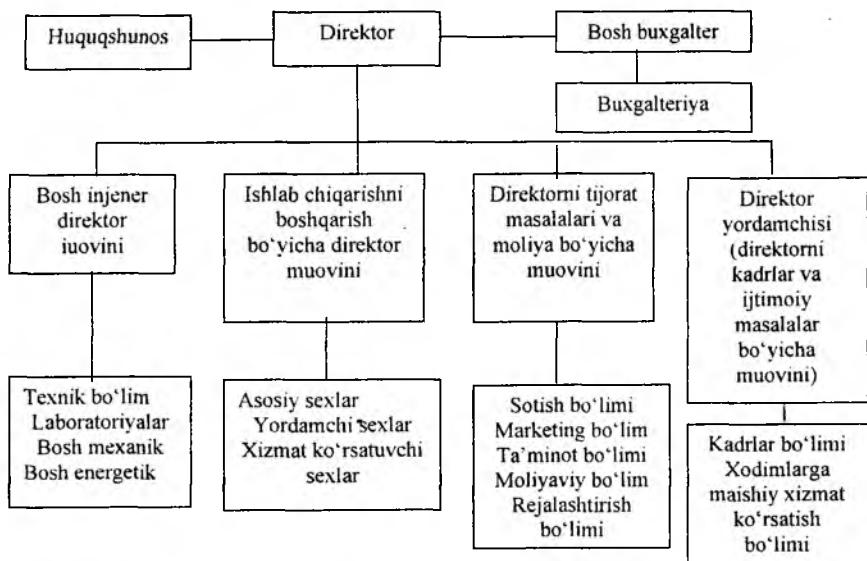 Huquqshunos
Direktor
Bosh buxgalter
Buxgalteriya
Bosh injener
direktor
iuovini
Ishlab chiqarishni
boshqarish
bo‘yicha direktor
muovini
Direktorni tijorat
masalalari va
moliya bo‘yicha
muovini
Direktor
yordamchisi
(direktorni
kadrlar va
ijtimoiy
masalalar
bo‘yicha
muovini)
Texnik bo‘lim
Laboratoriyalar
Bosh mexanik
Bosh energetik
Asosiy sexlar
Yordamchi sexlar
Xizmat ko‘rsatuvchi
sexlar
Sotish bo‘limi
Marketing bo‘lim
Ta’minot bo‘limi
Moliyaviy bo‘lim
Rejalashtirish
bo‘limi
Kadrlar bo‘limi
Xodimlarga
maishiy xizmat
ko‘rsatish
bo‘limi